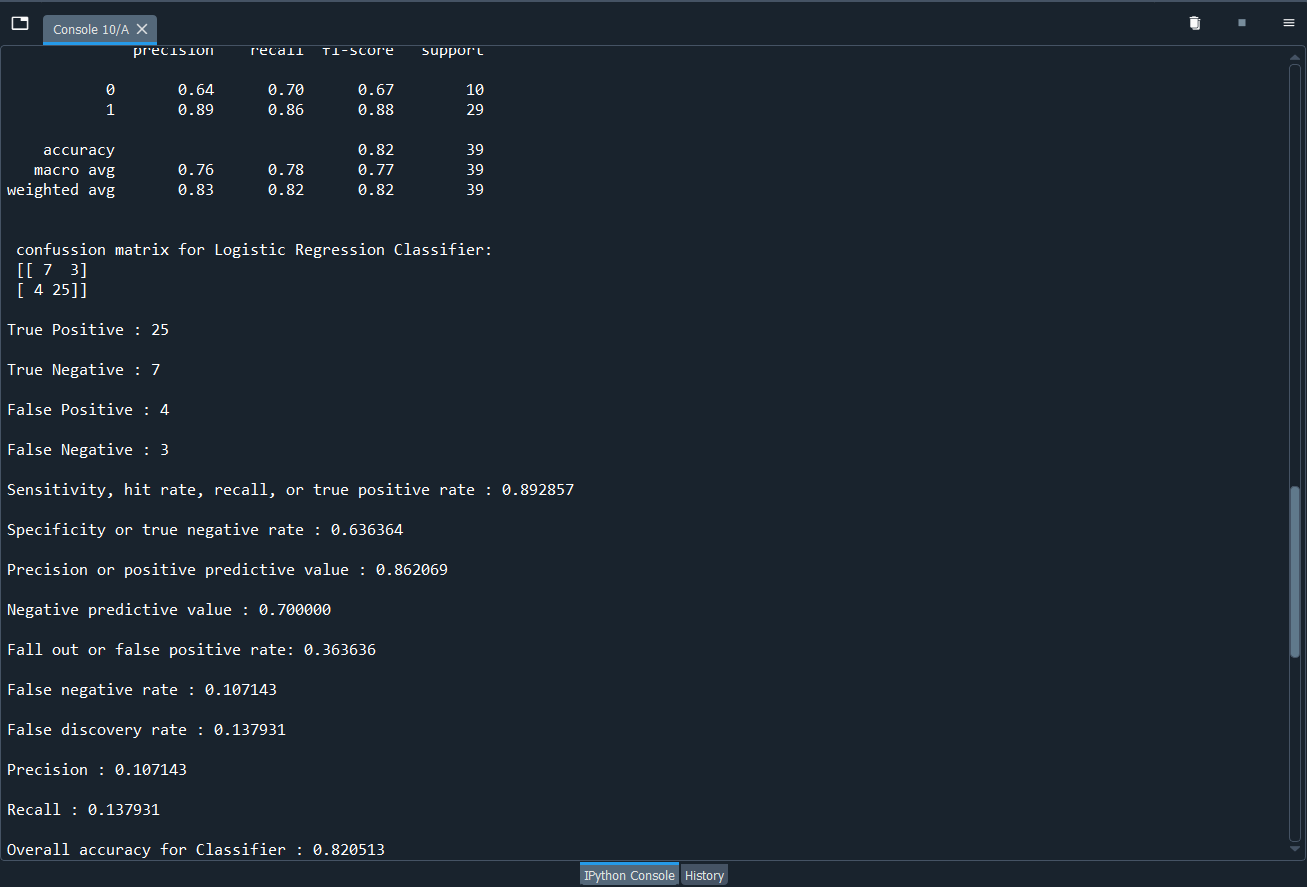 Console 10/A
precision recall f1-score support
0 0.64 0.70 0.67 10
1 0.89 0.86 0.88 29
accuracy 0.82 39
macro avg 0.76 0.78 0.77 39
weighted avg 0.83 0.82 0.82 39
confussion matrix for Logistic Regression Classifier:
[[ 7  3]
[ 4 25]]
True Positive : 25
True Negative : 7
False Positive : 4
False Negative : 3
Sensitivity, hit rate, recall, or true positive rate : 0.892857
Specificity or true negative rate : 0.636364
Precision or positive predictive value : 0.862069
Negative predictive value : 0.700000
Fall out or false positive rate: 0.363636
False negative rate : 0.107143
False discovery rate : 0.137931
Precision : 0.107143
Recall : 0.137931
Overall accuracy for Classifier : 0.820513
IPython Console History